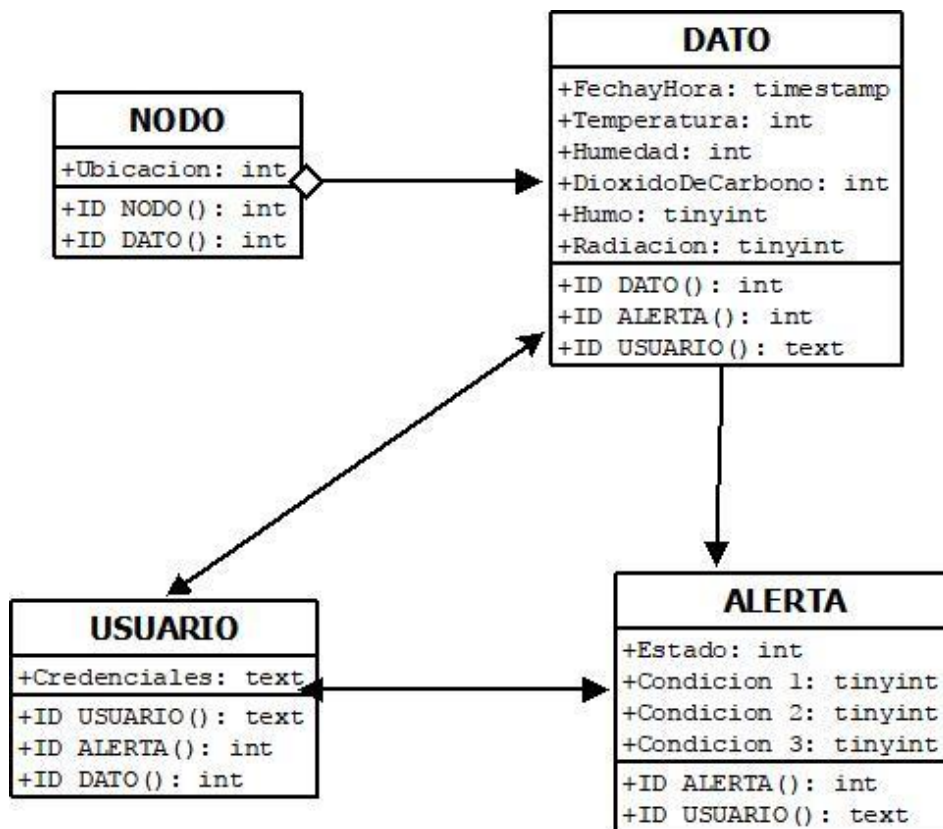 NODO
+Ubicacion: int
+ID NODO(): int
+ID DATO(): int
DATO
+FechayHora: timestamp
+Temperatura: int
+Humedad: int
+DioxidoDeCarbono: int
+Humo: tinyint
+Radiacion: tinyint
+ID DATO(): int
+ID ALERTA(): int
+ID USUARIO(): text
USUARIO
+Credenciales: text
+ID USUARIO(): text
+ID ALERTA(): int
+ID DATO(): int
ALERTA
+Estado: int
+Condicion 1: tinyint
+Condicion 2: tinyint
+Condicion 3: tinyint
+ID ALERTA(): int
+ID USUARIO(): text